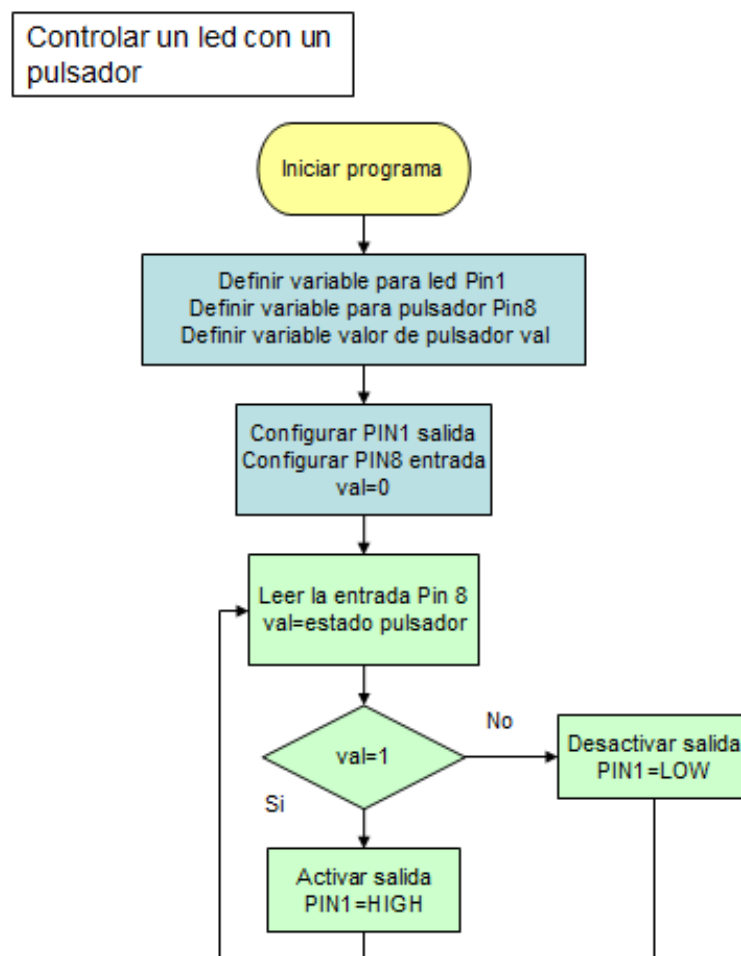 Controlar un led con un
pulsador
Iniciar programa
Definir variable para led Pin1
Definir variable para pulsador Pin8
Definir variable valor de pulsador val
Configurar PIN1 salida
Configurar PIN8 entrada
val=0
Leer la entrada Pin 8
val=estado pulsador
val=1
No
Desactivar salida
PIN1=LOW
Si
Activar salida
PIN1=HIGH